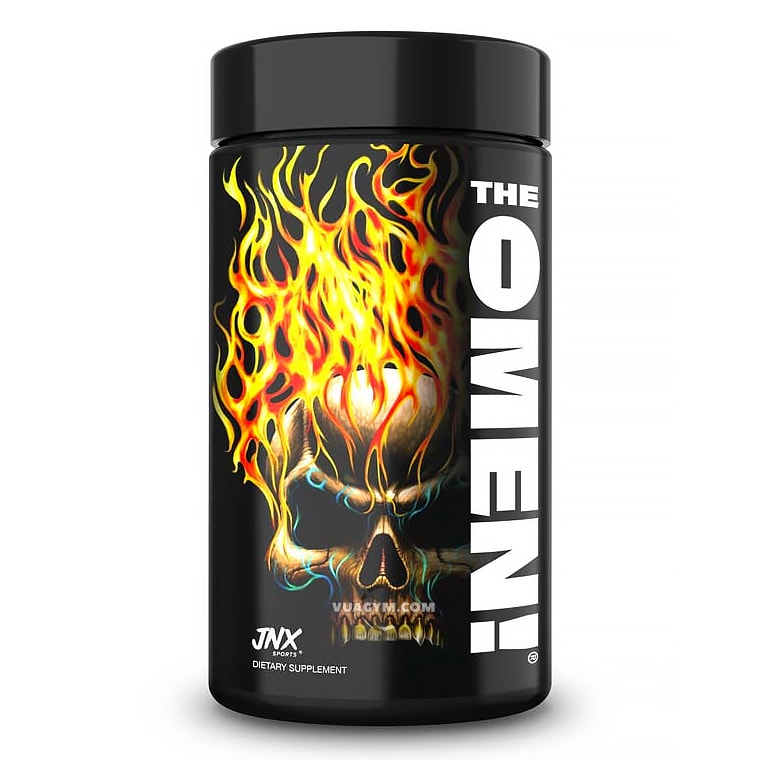 THE
OMEN!
VUAGYM.COM
JNX
SPORTS®
DIETARY SUPPLEMENT